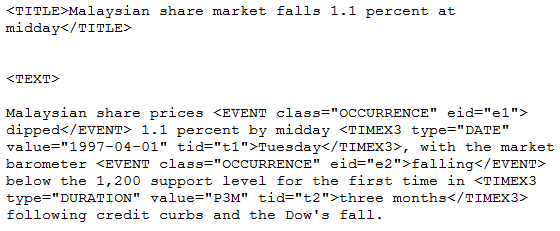 <TITLE>Malaysian share market falls 1.1 percent at
midday</TITLE>
<TEXT>
Malaysian share prices <EVENT class="OCCURRENCE" eid="e1">
dipped</EVENT> 1.1 percent by midday <TIMEX3 type="DATE"
value="1997-04-01" tid="t1">Tuesday</TIMEX3>, with the market
barometer <EVENT class="OCCURRENCE" eid="e2">falling</EVENT>
below the 1,200 support level for the first time in <TIMEX3
type="DURATION" value="P3M" tid="t2">three months</TIMEX3>
following credit curbs and the Dow's fall.